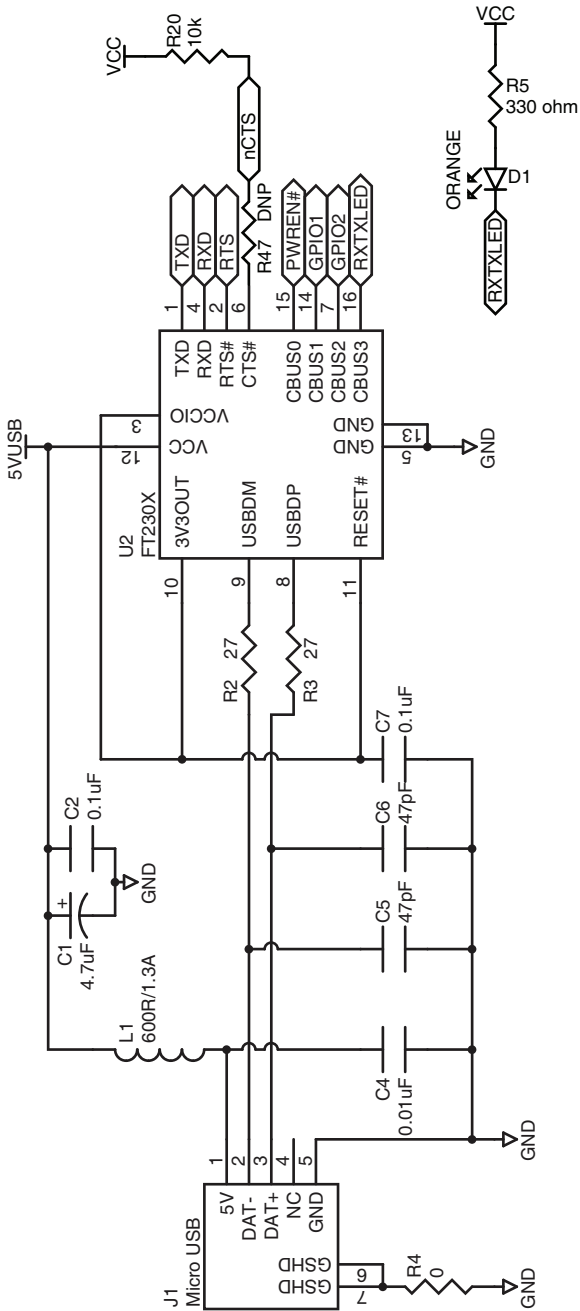 J1
Micro USB
5V
DAT-
DAT+
NC
GND
GSHD
GSHD
1
2
3
4
5
6
7
R4
0
GND
GND
L1
600R/1.3A
C1
4.7uF
+
C2
0.1uF
GND
C4
0.01uF
C5
47pF
C6
47pF
C7
0.1uF
R2
27
R3
27
5VUSB
U2
FT230X
3V3OUT
USBDM
USBDP
RESET#
10
9
8
11
VCC
VCCIO
12
3
GND
GND
5
13
GND
TXD
RXD
RTS#
CTS#
CBUS0
CBUS1
CBUS2
CBUS3
1
4
2
6
15
14
7
16
TXD
RXD
RTS
R47
DNP
nCTS
R20
10k
VCC
PWREN#
GPIO1
GPIO2
RXTXLED
RXTXLED
ORANGE
D1
R5
330 ohm
VCC